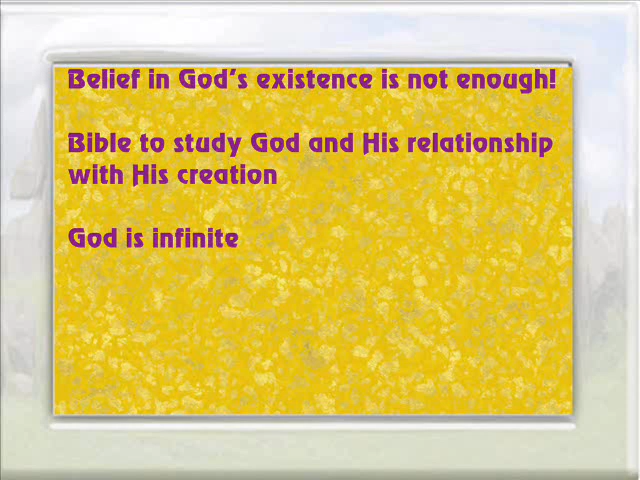 Belief in God's existence is not enough!
Bible to study God and His relationship
with His creation
God is infinite